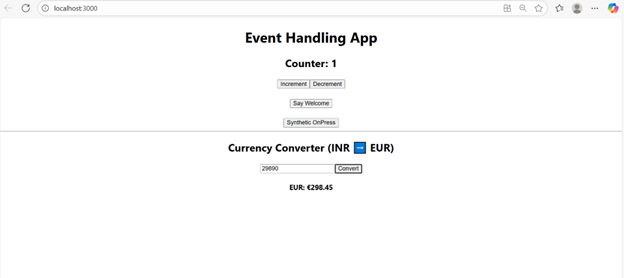 localhost:3000
Event Handling App
Counter: 1
Increment Decrement
Say Welcome
Synthetic OnPress
Currency Converter (INR ➡ EUR)
29890 Convert
EUR: €298.45